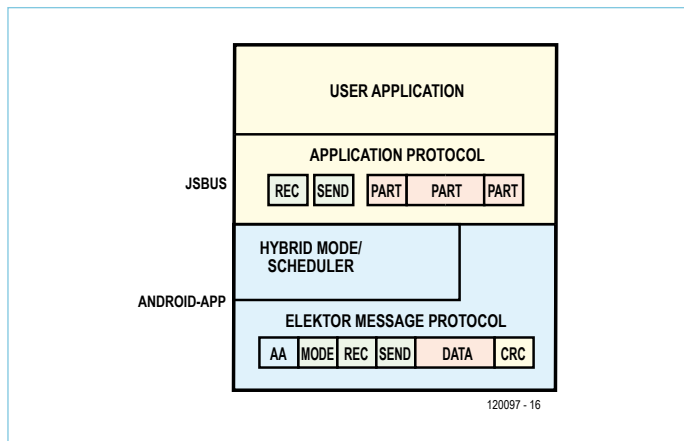 USER APPLICATION
APPLICATION PROTOCOL
JSBUS
REC SEND PART PART PART
HYBRID MODE/
SCHEDULER
ANDROID-APP
ELEKTOR MESSAGE PROTOCOL
AA MODE REC SEND DATA CRC
120097 - 16